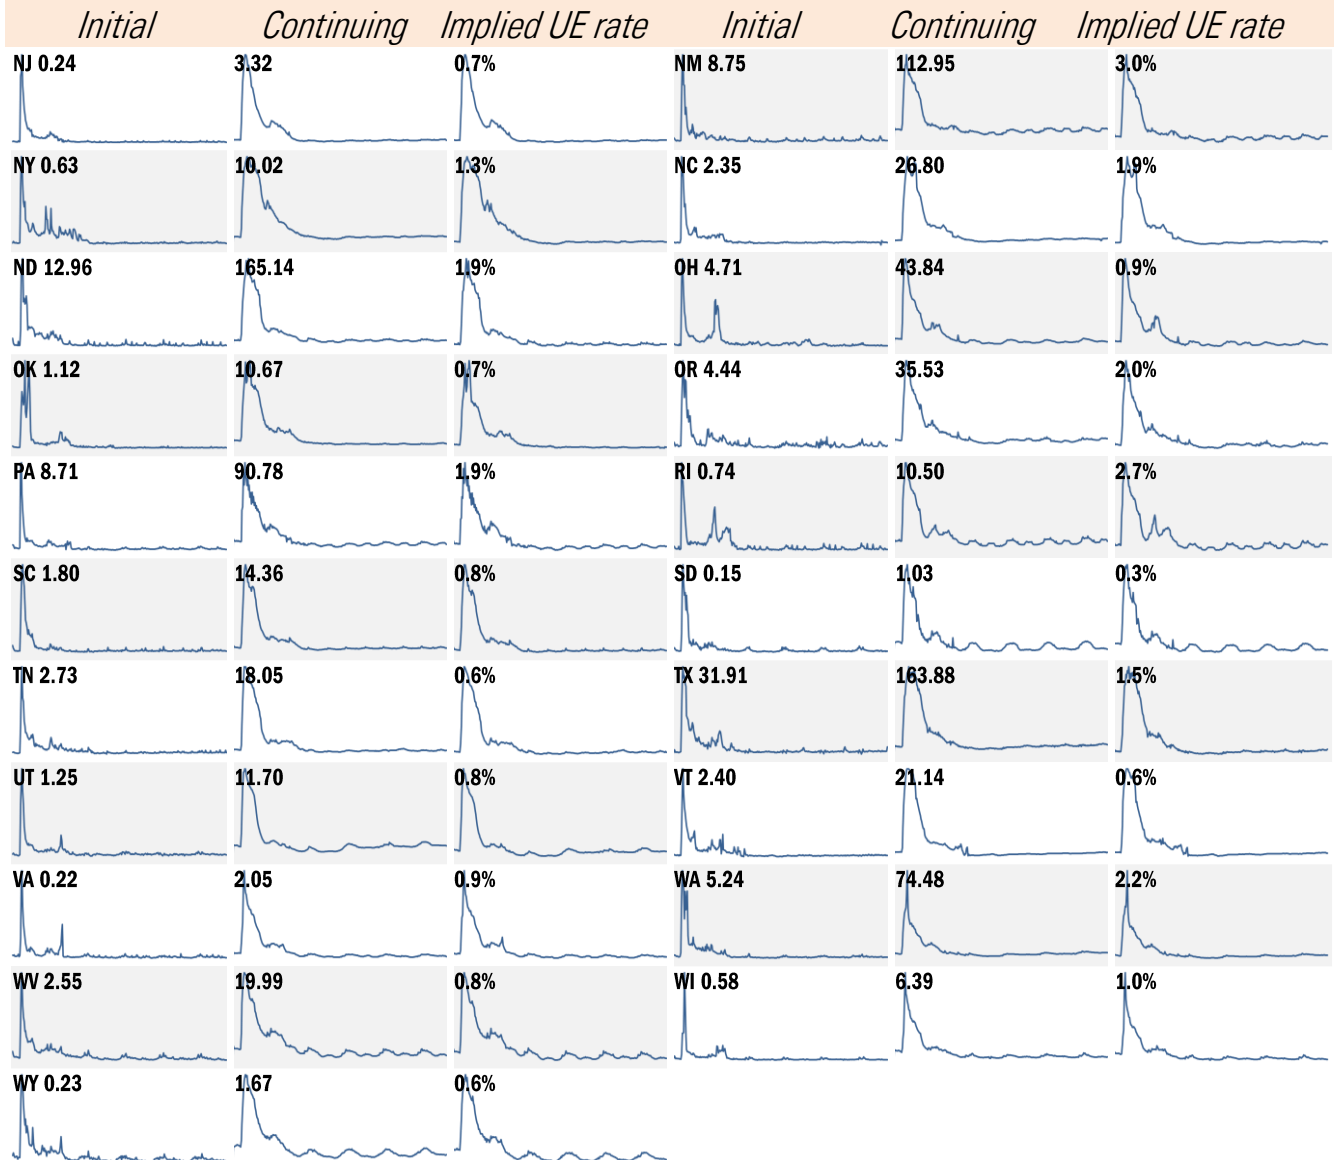 Initial Continuing Implied UE rate Initial Continuing Implied UE rate
NJ 0.24 3.32 0.7% NM 8.75 112.95 3.0%
NY 0.63 10.02 1.3% NC 2.35 26.80 1.9%
ND 12.96 165.14 1.9% OH 4.71 43.84 0.9%
OK 1.12 10.67 0.7% OR 4.44 35.53 2.0%
PA 8.71 90.78 1.9% RI 0.74 10.50 2.7%
SC 1.80 14.36 0.8% SD 0.15 1.03 0.3%
TN 2.73 18.05 0.6% TX 31.91 163.88 1.5%
UT 1.25 11.70 0.8% VT 2.40 21.14 0.6%
VA 0.22 2.05 0.9% WA 5.24 74.48 2.2%
WV 2.55 19.99 0.8% WI 0.58 6.39 1.0%
WY 0.23 1.67 0.6%